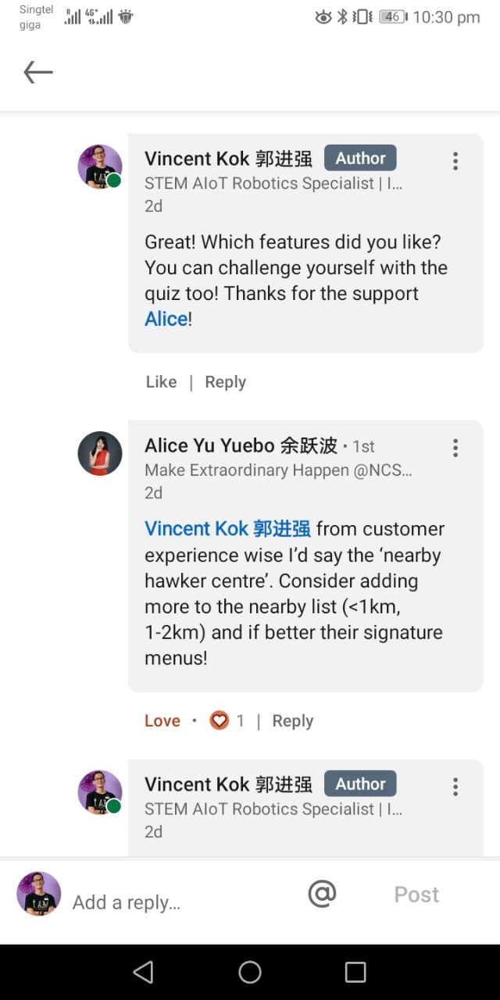 Singtel
giga
R
4G+
46
10:30 pm
Vincent Kok 郭进强 Author
STEM AIoT Robotics Specialist | I...
2d
Great! Which features did you like?
You can challenge yourself with the
quiz too! Thanks for the support
Alice!
Like | Reply
Alice Yu Yuebo 余跃波 • 1st
Make Extraordinary Happen @NCS...
2d
Vincent Kok 郭进强 from customer
experience wise I’d say the ‘nearby
hawker centre’. Consider adding
more to the nearby list (<1km,
1-2km) and if better their signature
menus!
Love • 1 | Reply
Vincent Kok 郭进强 Author
STEM AIoT Robotics Specialist | I...
2d
I AM
Add a reply...
@
Post